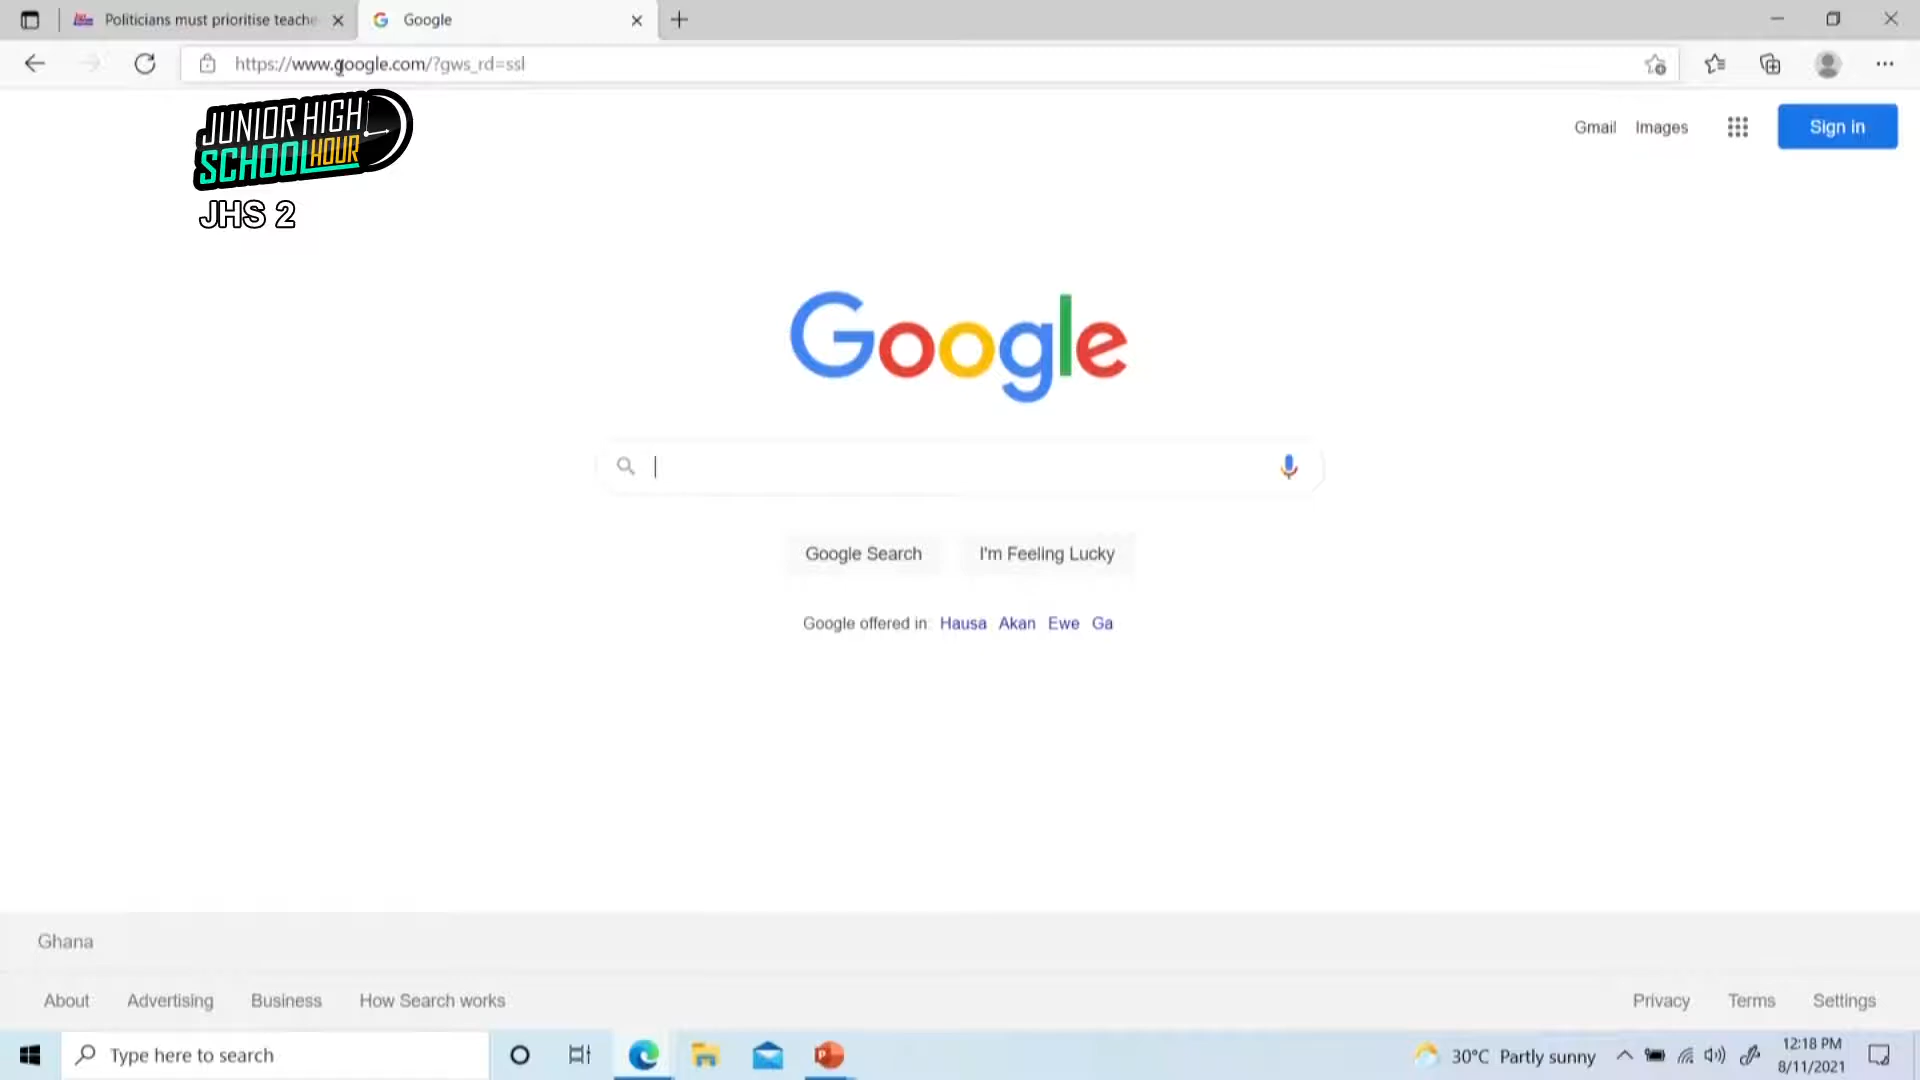 Politicians must prioritise teache
Google
https://www.google.com/?gws_rd=ssl
JUNIOR HIGH
SCHOOL HOUR
JHS 2
Gmail Images Sign in
Google
Google Search I'm Feeling Lucky
Google offered in: Hausa Akan Ewe Ga
Ghana
About Advertising Business How Search works Privacy Terms Settings
Type here to search
30°C Partly sunny
12:18 PM
8/11/2021